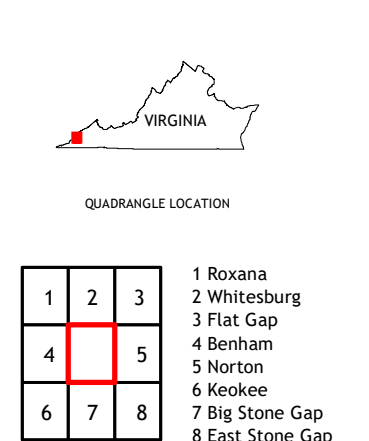 VIRGINIA
QUADRANGLE LOCATION
1 2 3
4 5
6 7 8
1 Roxana
2 Whitesburg
3 Flat Gap
4 Benham
5 Norton
6 Keokee
7 Big Stone Gap
8 East Stone Gap